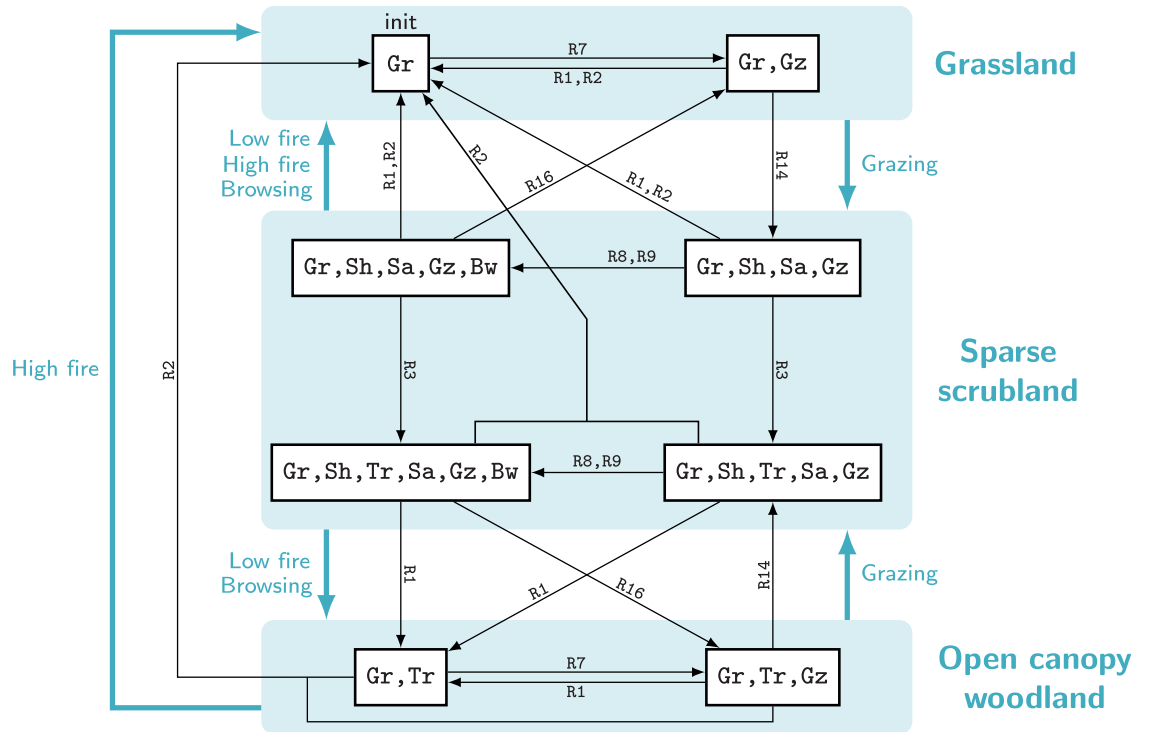 init
Gr
R7
R1,R2
Gr,Gz
Grassland
Low fire
High fire
Browsing
R1,R2
R2
R16
R1,R2
R14
Grazing
Gr,Sh,Sa,Gz,Bw
R8,R9
Gr,Sh,Sa,Gz
High fire
R2
R3
R3
Sparse
scrubland
Gr,Sh,Tr,Sa,Gz,Bw
R8,R9
Gr,Sh,Tr,Sa,Gz
Low fire
Browsing
R1
R1
R16
R14
Grazing
Gr,Tr
R7
R1
Gr,Tr,Gz
Open canopy
woodland